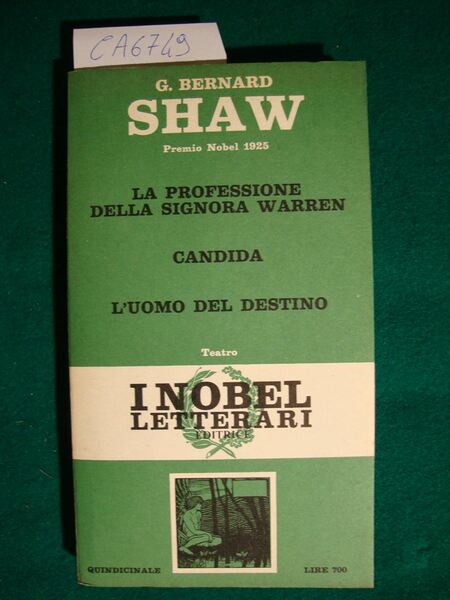 CA6749
G. BERNARD
SHAW
Premio Nobel 1925
LA PROFESSIONE
DELLA SIGNORA WARREN
CANDIDA
L'UOMO DEL DESTINO
Teatro
I NOBEL
LETTERARI
EDITRICE
QUINDICINALE
LIRE 700